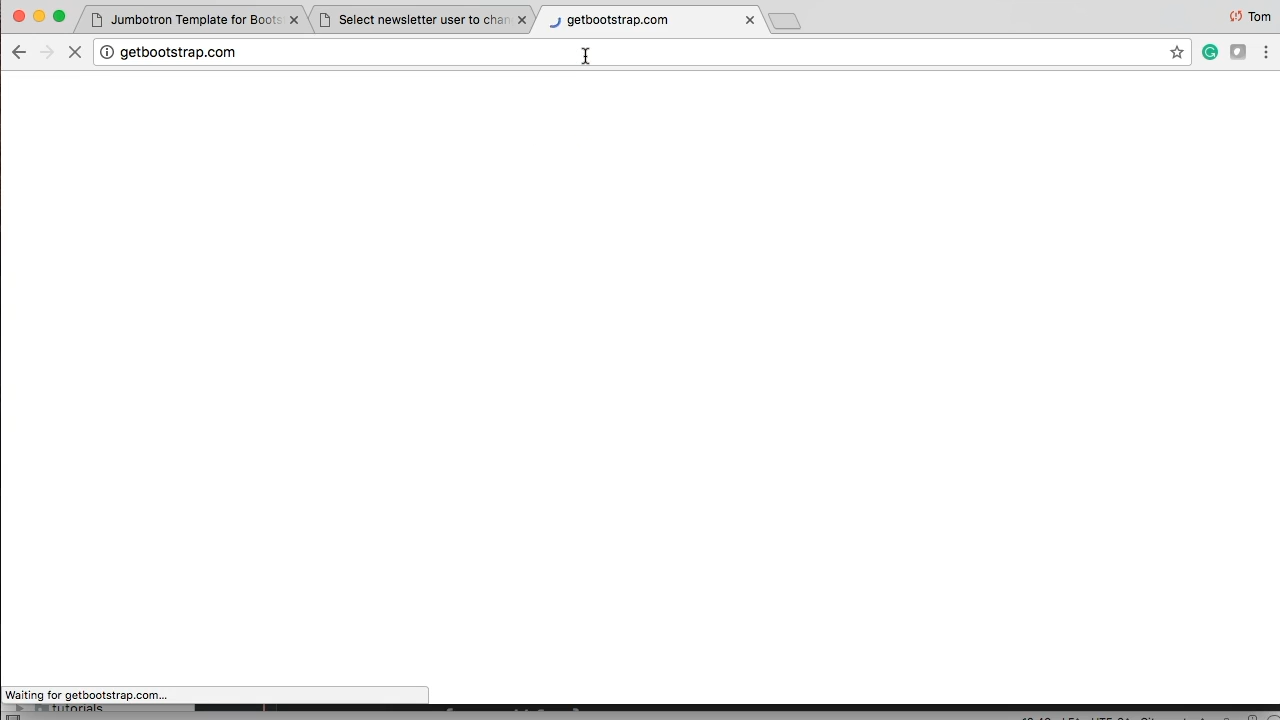 Jumbotron Template for Boots
Select newsletter user to chan
getbootstrap.com
Tom
getbootstrap.com
Waiting for getbootstrap.com...
tutorials